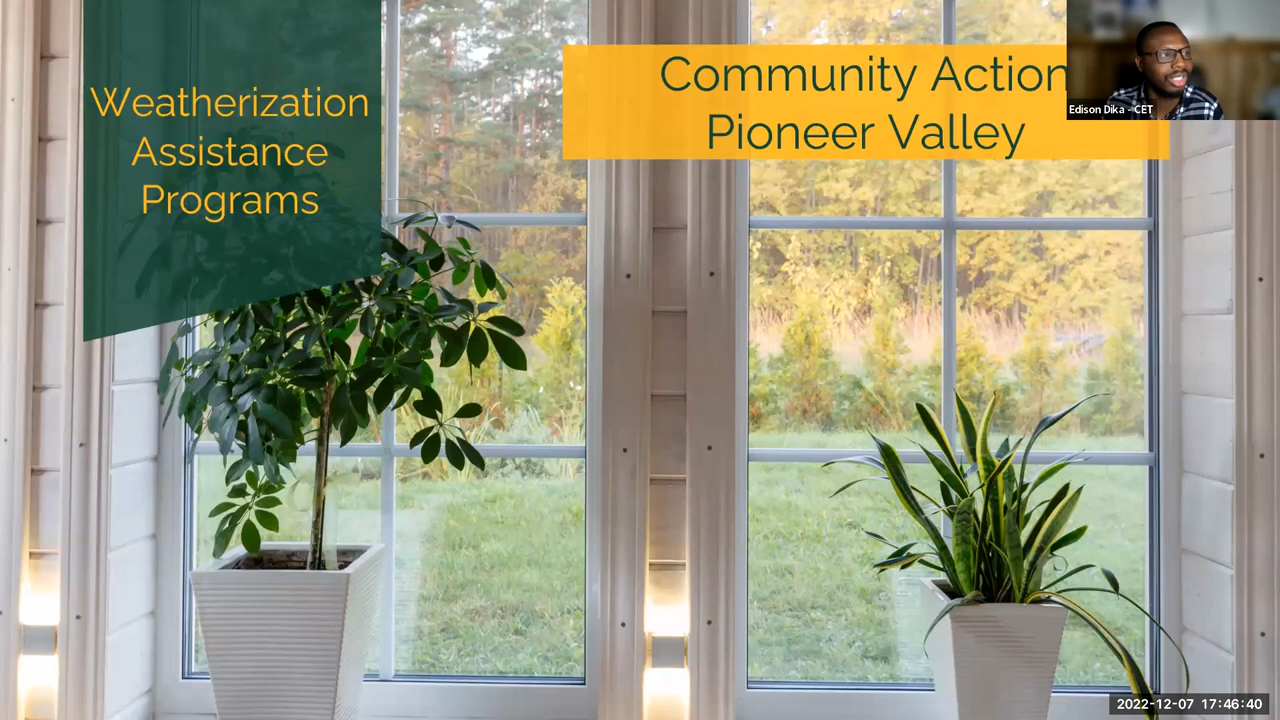 Weatherization
Assistance
Programs
Community Action
Pioneer Valley
Edison Dika - CET
2022-12-07 17:46:40